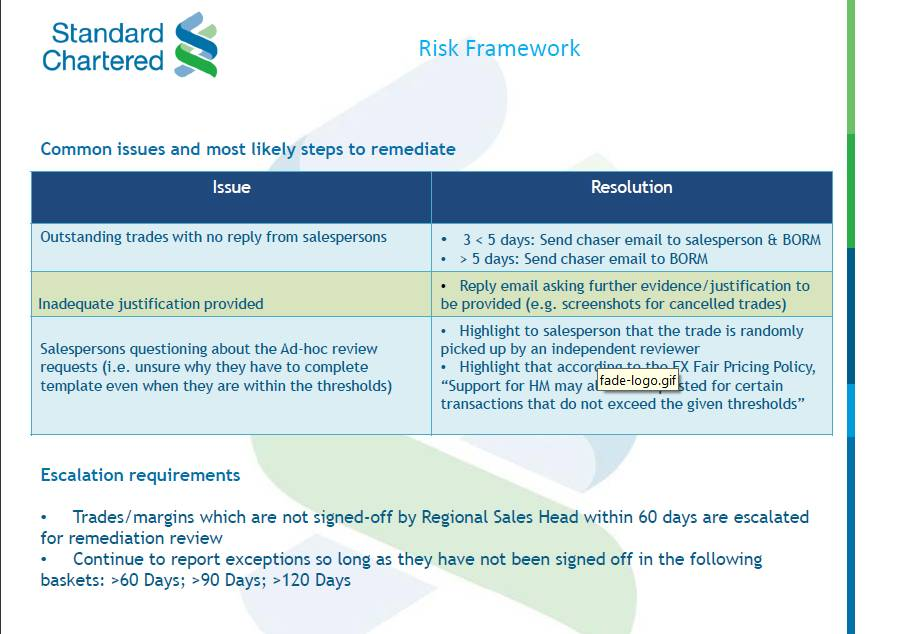 Standard
Chartered
Risk Framework
Common issues and most likely steps to remediate
Issue
Resolution
Outstanding trades with no reply from salespersons
• 3 < 5 days: Send chaser email to salesperson & BORM
• > 5 days: Send chaser email to BORM
Inadequate justification provided
• Reply email asking further evidence/justification to
be provided (e.g. screenshots for cancelled trades)
Salespersons questioning about the Ad-hoc review
requests (i.e. unsure why they have to complete
template even when they are within the thresholds)
• Highlight to salesperson that the trade is randomly
picked up by an independent reviewer
• Highlight that according to the FX Fair Pricing Policy,
“Support for HM may for certain
transactions that do not exceed the given thresholds”
fade-logo.gif
Escalation requirements
• Trades/margins which are not signed-off by Regional Sales Head within 60 days are escalated
for remediation review
• Continue to report exceptions so long as they have not been signed off in the following
baskets: >60 Days; >90 Days; >120 Days